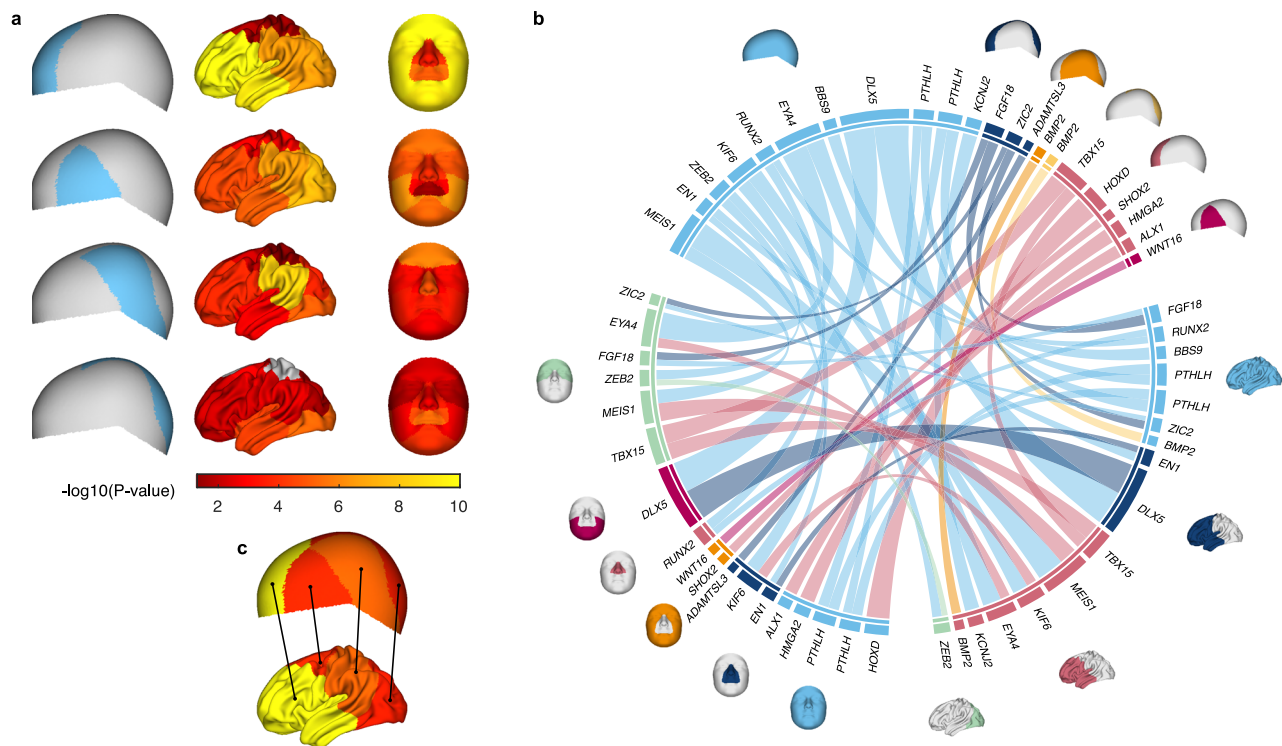 a
b
-log10(P-value)
2
4
6
8
10
c
MEIS1
EN1
ZEB2
KIF6
RUNX2
EYA4
BBS9
DLX5
PTHLH
PTHLH
KCNJ2
FGF18
ZIC2
ADAMTSL3
BMP2
BMP2
TBX15
HOXD
SHOX2
HMGA2
ALX1
WNT16
FGF18
RUNX2
BBS9
PTHLH
PTHLH
ZIC2
BMP2
EN1
DLX5
TBX15
MEIS1
KIF6
EYA4
KCNJ2
BMP2
ZEB2
HOXD
PTHLH
PTHLH
HMGA2
ALX1
EN1
KIF6
ADAMTSL3
SHOX2
WNT16
RUNX2
DLX5
TBX15
MEIS1
ZEB2
FGF18
EYA4
ZIC2